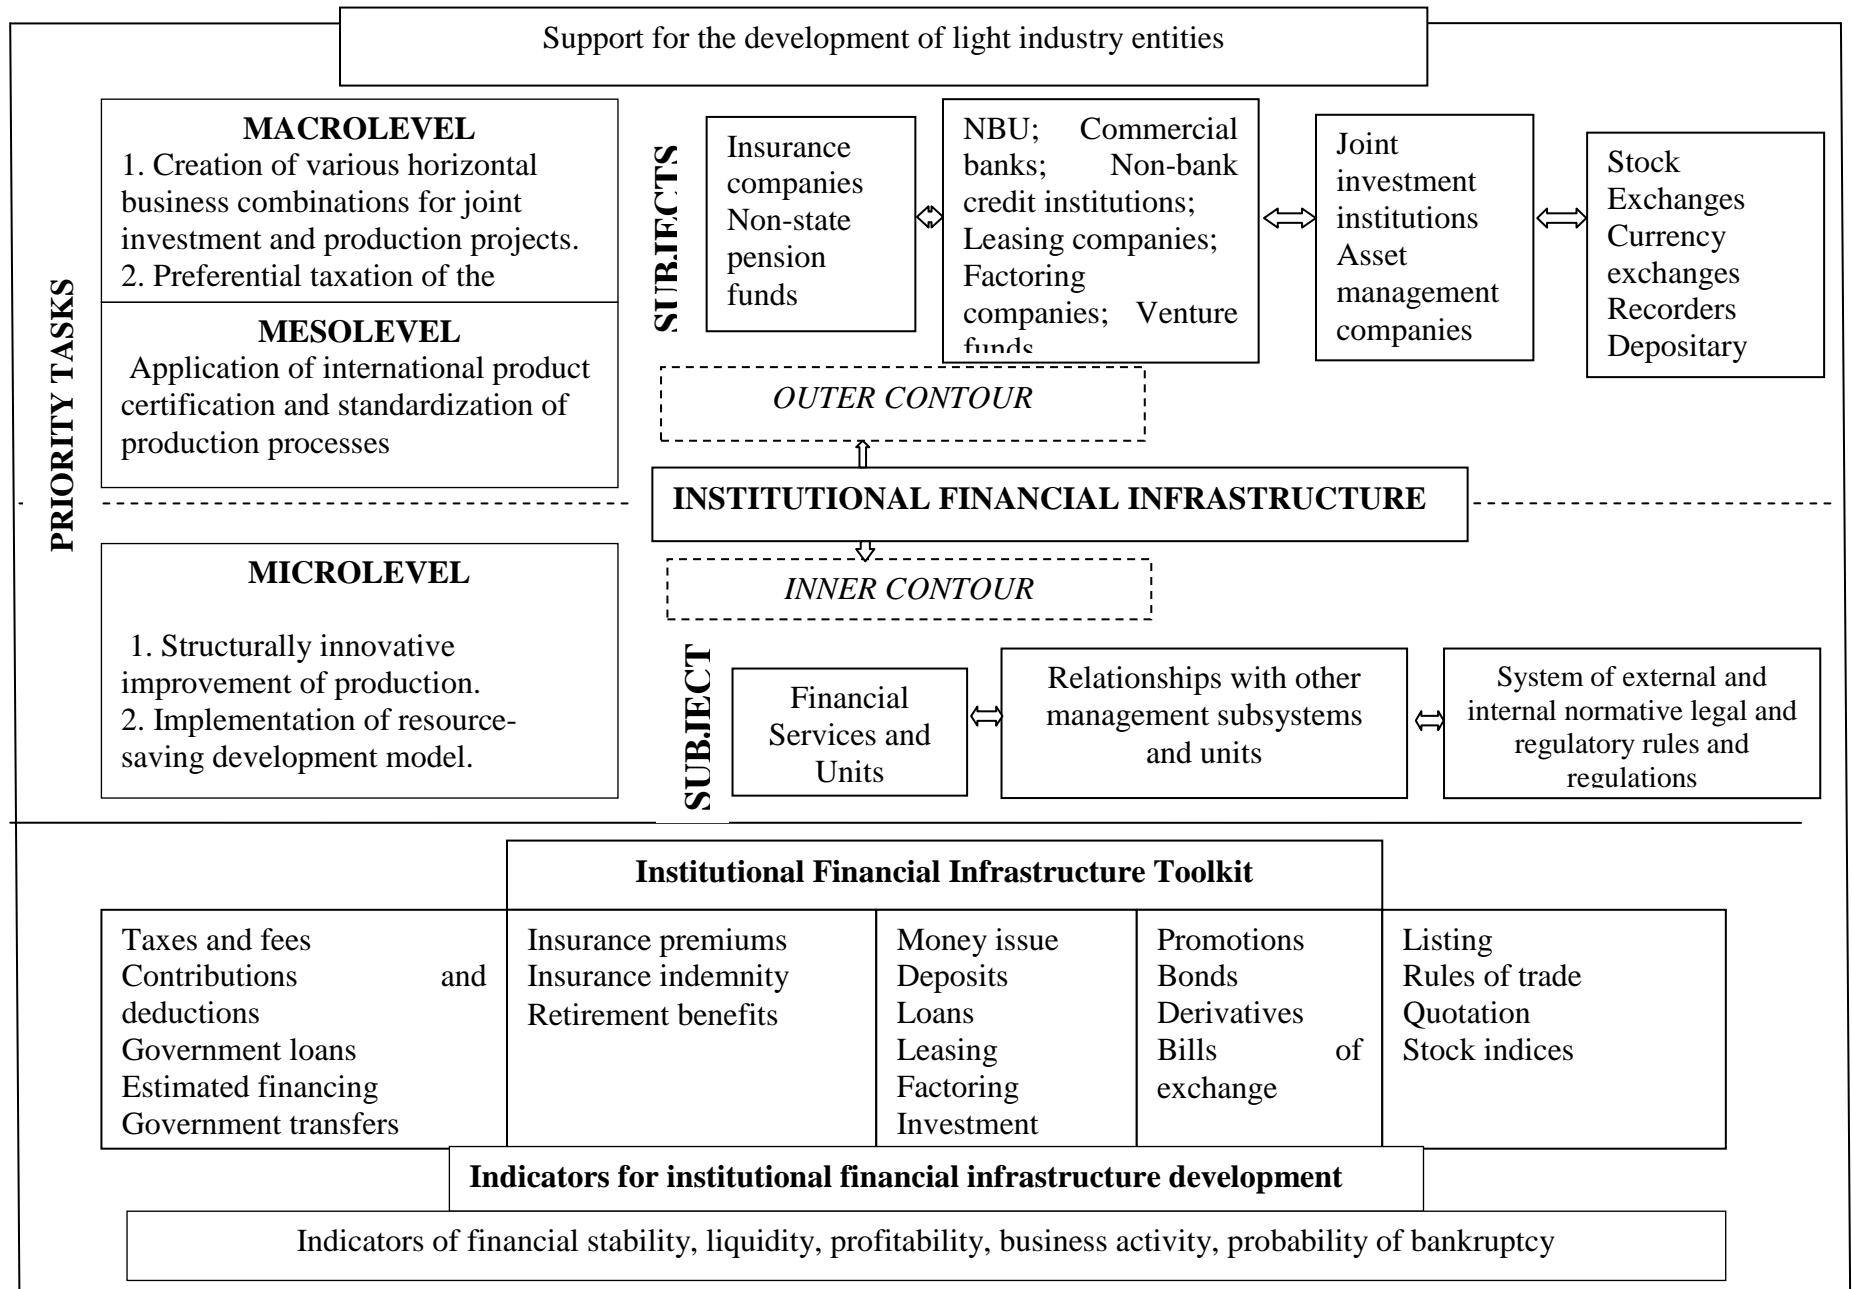 Support for the development of light industry entities
PRIORITY TASKS
MACROLEVEL
1. Creation of various horizontal
business combinations for joint
investment and production projects.
2. Preferential taxation of the
MESOLEVEL
Application of international product
certification and standardization of
production processes
MICROLEVEL
1. Structurally innovative
improvement of production.
2. Implementation of resource-
saving development model.
SUBJECTS
Insurance
companies
Non-state
pension
funds
NBU; Commercial
banks; Non-bank
credit institutions;
Leasing companies;
Factoring
companies; Venture
funds
Joint
investment
institutions
Asset
management
companies
Stock
Exchanges
Currency
exchanges
Recorders
Depositary
OUTER CONTOUR
INSTITUTIONAL FINANCIAL INFRASTRUCTURE
INNER CONTOUR
SUBJECT
Financial
Services and
Units
Relationships with other
management subsystems
and units
System of external and
internal normative legal and
regulatory rules and
regulations
Institutional Financial Infrastructure Toolkit
Taxes and fees
Contributions and
deductions
Government loans
Estimated financing
Government transfers
Insurance premiums
Insurance indemnity
Retirement benefits
Money issue
Deposits
Loans
Leasing
Factoring
Investment
Promotions
Bonds
Derivatives
Bills of
exchange
Listing
Rules of trade
Quotation
Stock indices
Indicators for institutional financial infrastructure development
Indicators of financial stability, liquidity, profitability, business activity, probability of bankruptcy